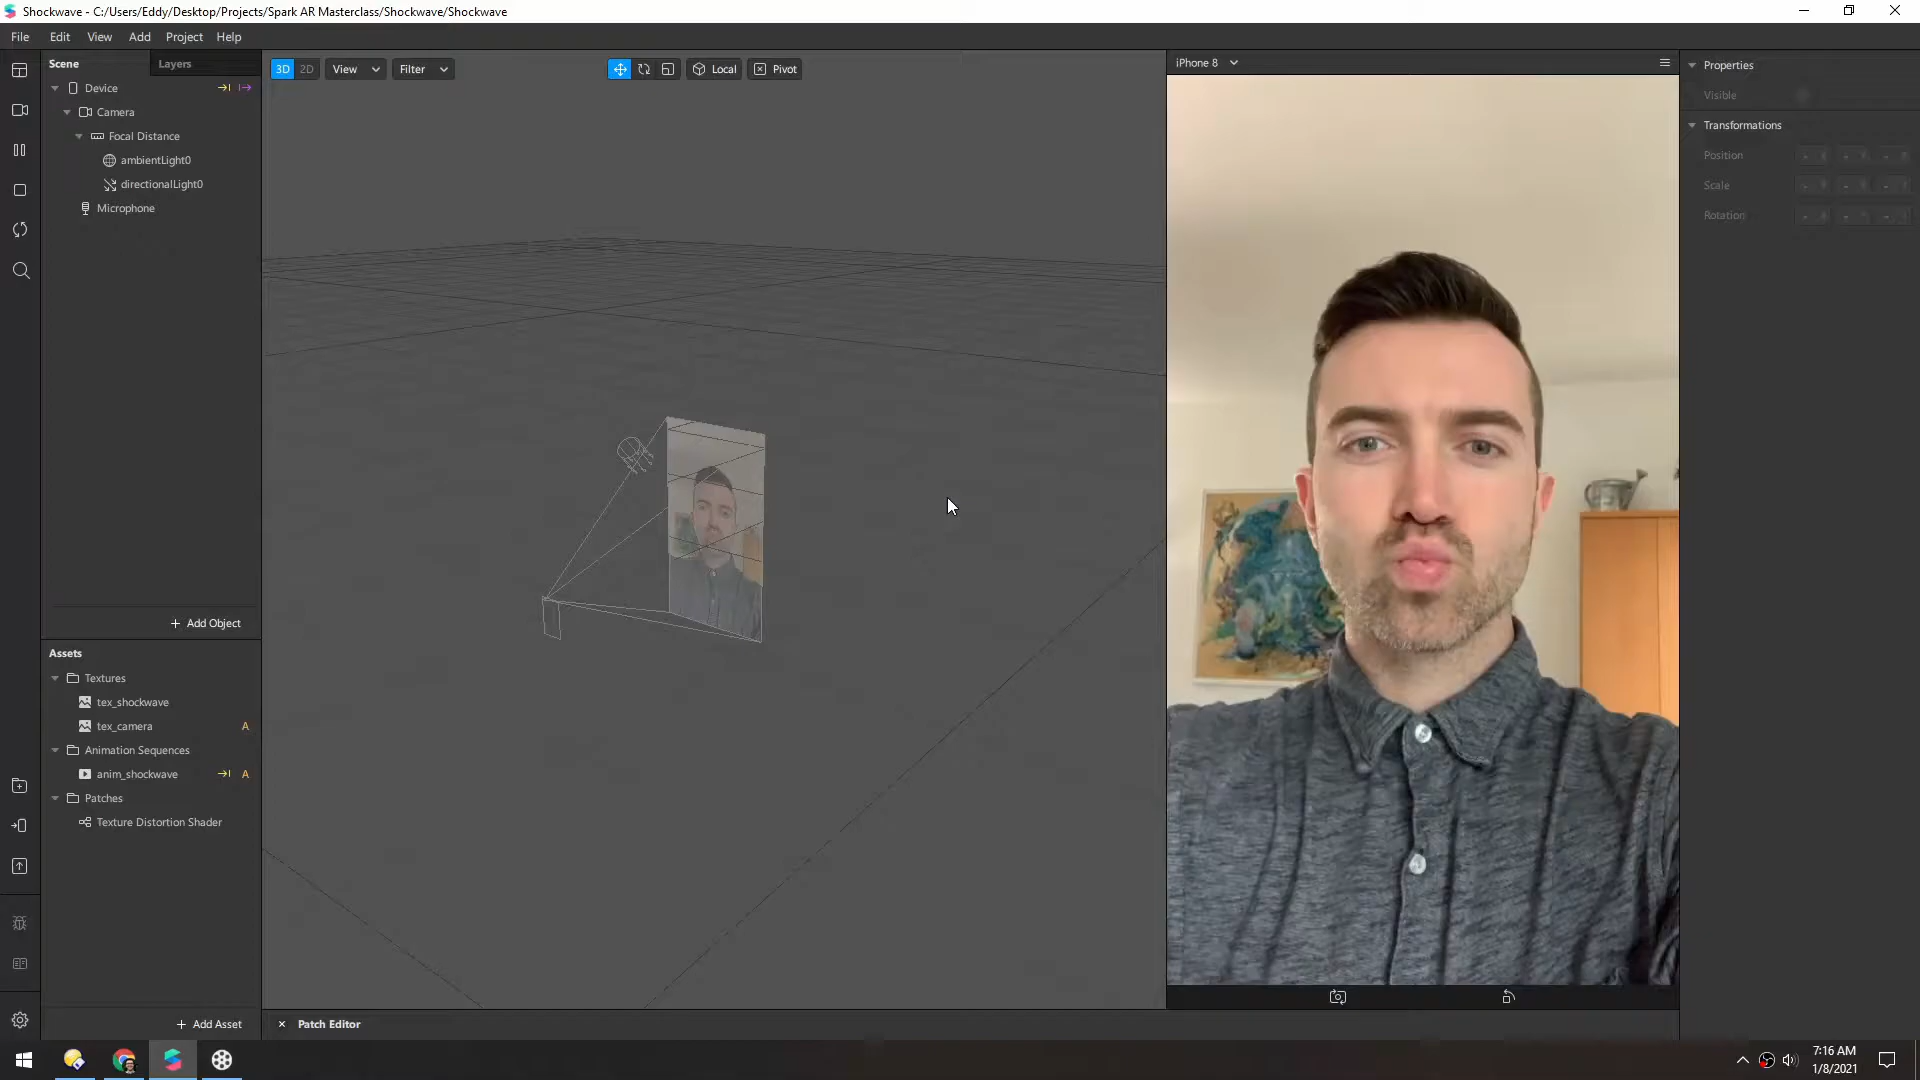 Shockwave - C:/Users/Eddy/Desktop/Projects/Spark AR Masterclass/Shockwave/Shockwave
File Edit View Add Project Help
Scene Layers
Device
Camera
Focal Distance
ambientLight0
directionalLight0
Microphone
+ Add Object
Assets
Textures
tex_shockwave
tex_camera A
Animation Sequences
anim_shockwave A
Patches
Texture Distortion Shader
+ Add Asset
3D 2D View Filter Local Pivot
Patch Editor
iPhone 8
Properties
Visible
Transformations
Position
Scale
Rotation
7:16 AM
1/8/2021